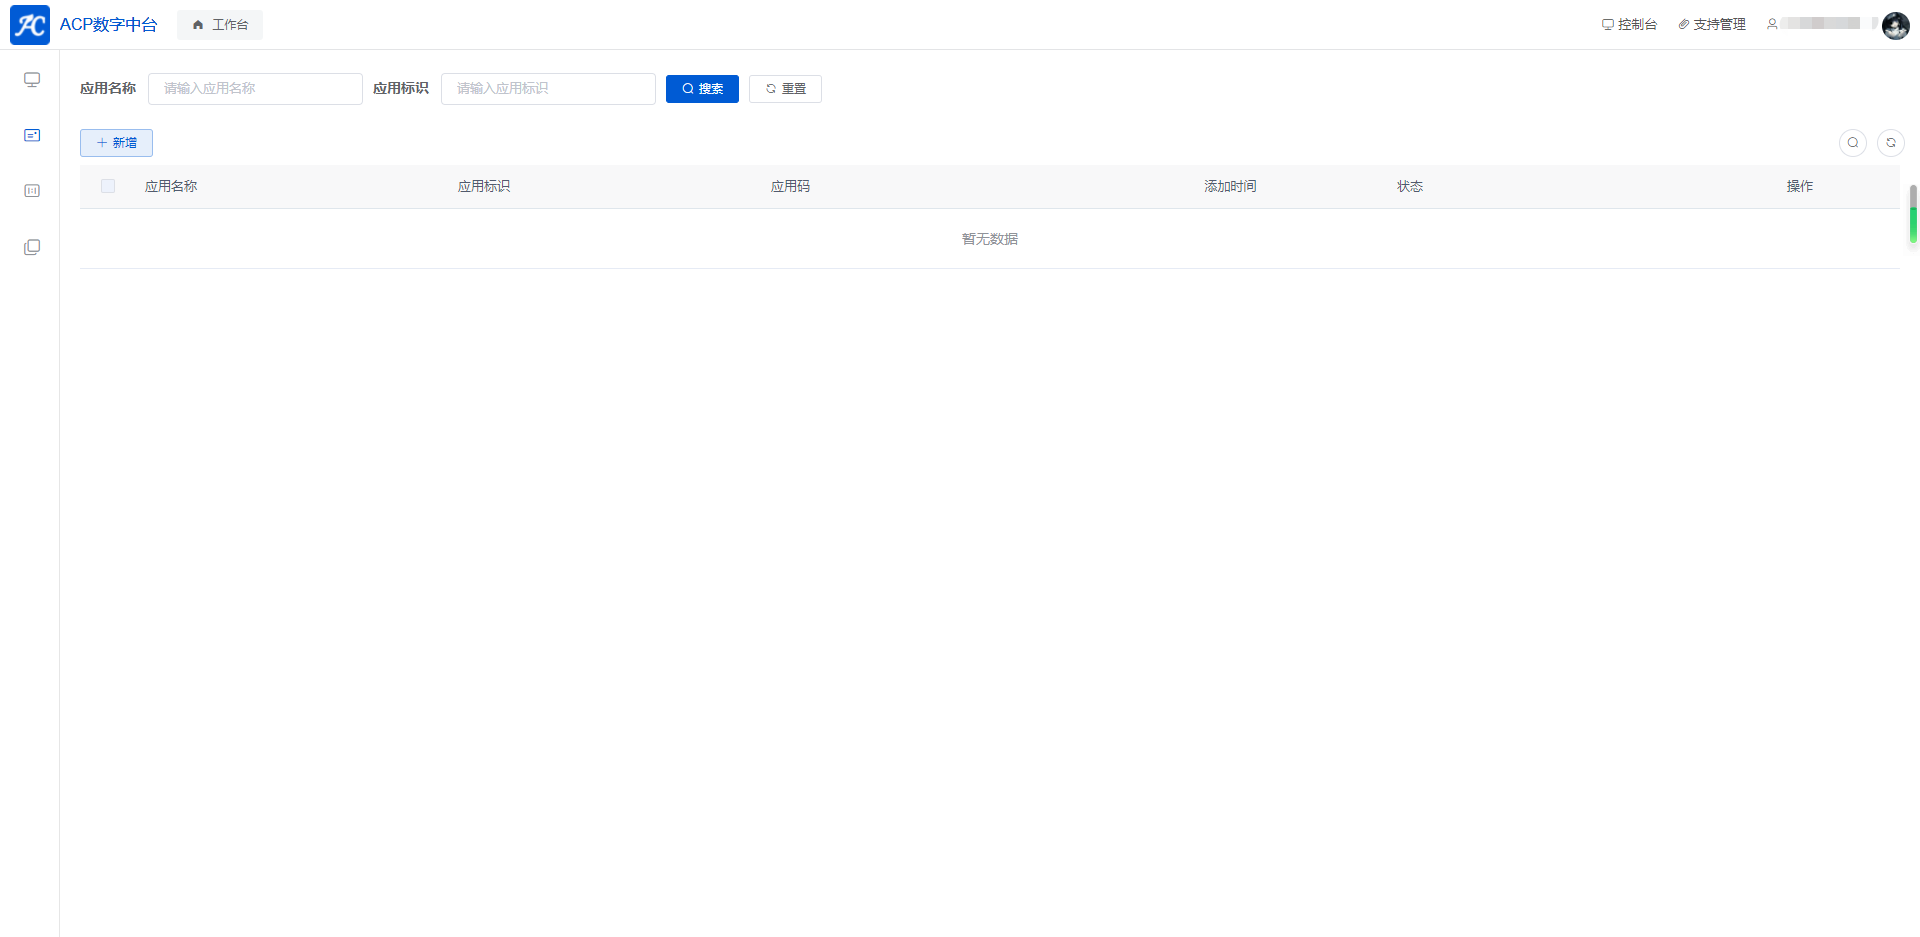 AC ACP数字中台 工作台 控制台 支持管理
应用名称 请输入应用名称 应用标识 请输入应用标识 搜索 重置
新增
应用名称 应用标识 应用码 添加时间 状态 操作
暂无数据